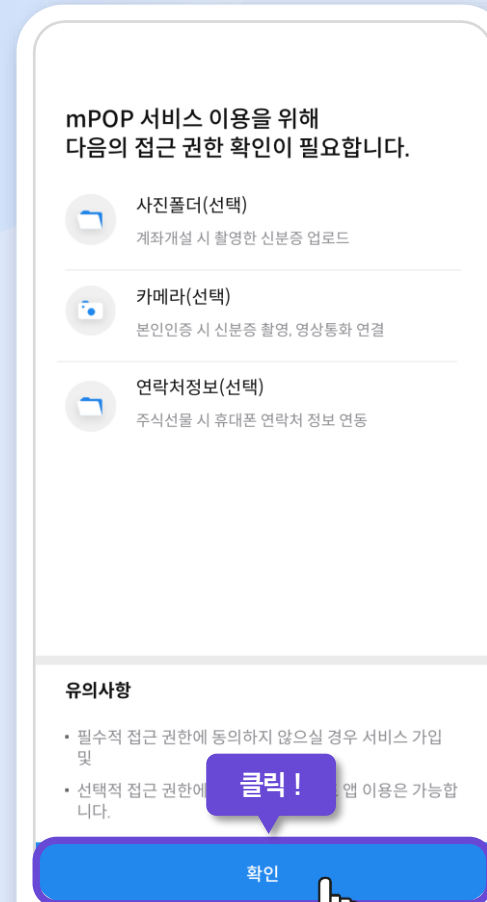 mPOP 서비스 이용을 위해
다음의 접근 권한 확인이 필요합니다.
사진폴더(선택)
계좌개설 시 촬영한 신분증 업로드
카메라(선택)
본인인증 시 신분증 촬영, 영상통화 연결
연락처정보(선택)
주식선물 시 휴대폰 연락처 정보 연동
유의사항
▪ 필수적 접근 권한에 동의하지 않으실 경우 서비스 가입
및
▪ 선택적 접근 권한에 앱 이용은 가능합
니다.
클릭 !
확인